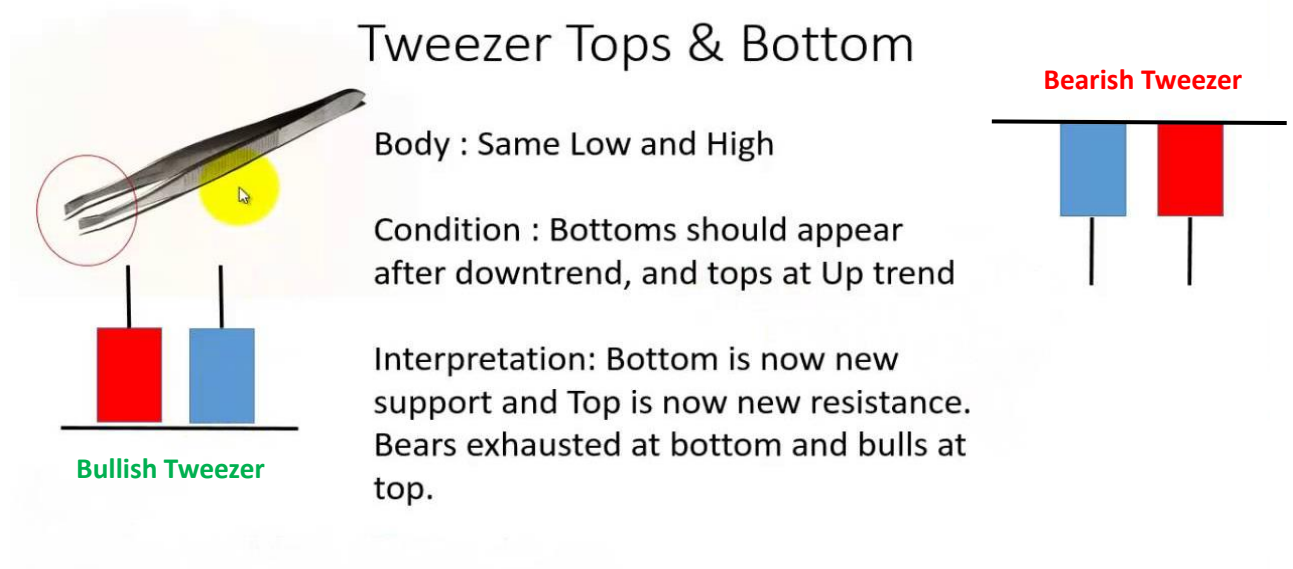 Tweezer Tops & Bottom
Bearish Tweezer
Body : Same Low and High
Condition : Bottoms should appear
after downtrend, and tops at Up trend
Interpretation: Bottom is now new
support and Top is now new resistance.
Bears exhausted at bottom and bulls at
top.
Bullish Tweezer